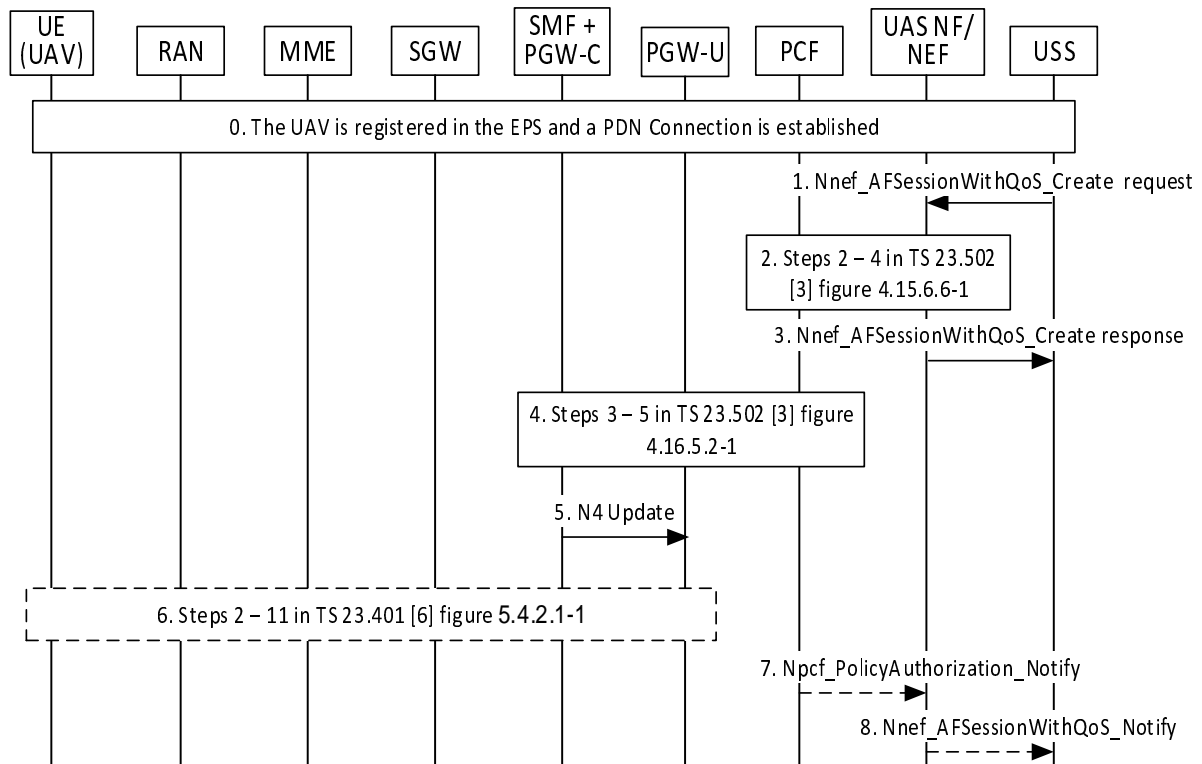 UE
(UAV)
RAN
MME
SGW
SMF +
PGW-C
PGW-U
PCF
UAS NF/
NEF
USS
0. The UAV is registered in the EPS and a PDN Connection is established
1. Nnef_AFSessionWithQoS_Create request
2. Steps 2 – 4 in TS 23.502
[3] figure 4.15.6.6-1
3. Nnef_AFSessionWithQoS_Create response
4. Steps 3 – 5 in TS 23.502 [3] figure
4.16.5.2-1
5. N4 Update
6. Steps 2 – 11 in TS 23.401 [6] figure 5.4.2.1-1
7. Npcf_PolicyAuthorization_Notify
8. Nnef_AFSessionWithQoS_Notify